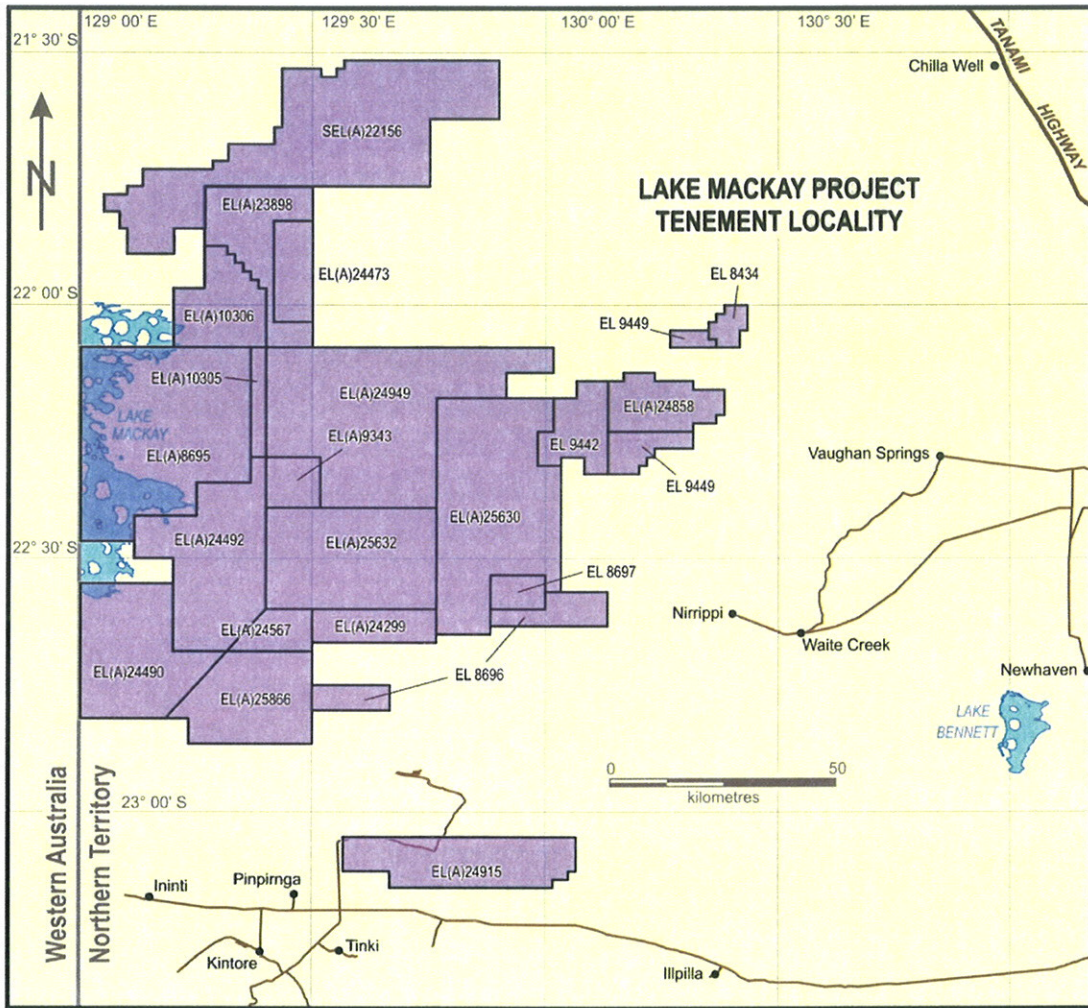 129° 00' E
129° 30' E
130° 00' E
130° 30' E
21° 30' S
Chilla Well
TANAMI
HIGHWAY
SEL(A)22156
N
LAKE MACKAY PROJECT
TENEMENT LOCALITY
EL(A)23898
EL(A)24473
EL 8434
22° 00' S
EL(A)10306
EL 9449
EL(A)10305
EL(A)24949
LAKE
MACKAY
EL(A)24858
EL(A)9343
EL 9442
EL(A)8695
Vaughan Springs
EL 9449
EL(A)25630
EL(A)24492
EL(A)25632
22° 30' S
EL 8697
Nirrippi
EL(A)24567
EL(A)24299
Waite Creek
EL(A)24490
EL 8696
Newhaven
EL(A)25866
LAKE
BENNETT
0
50
kilometres
Western Australia
Northern Territory
23° 00' S
EL(A)24915
Ininti
Pinpirnga
Kintore
Tinki
Illpilla